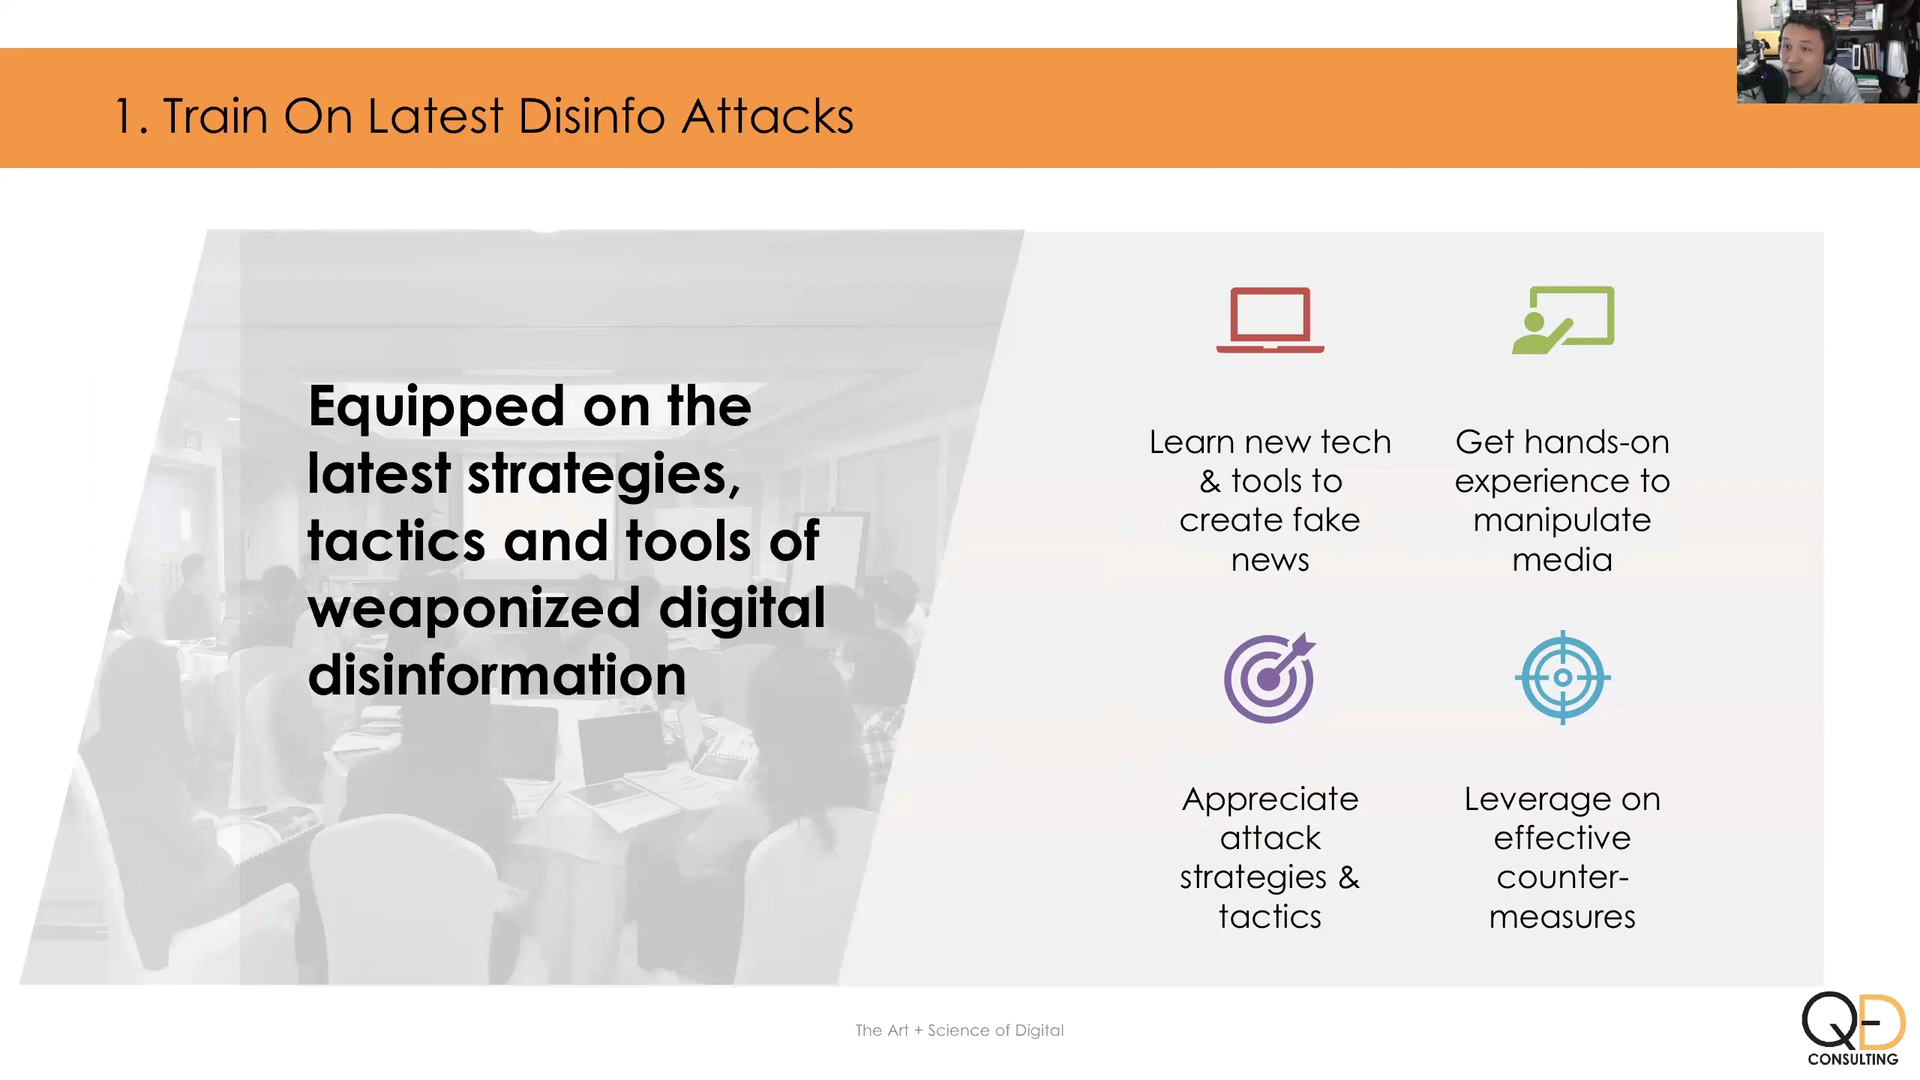 1. Train On Latest Disinfo Attacks
Equipped on the
latest strategies,
tactics and tools of
weaponized digital
disinformation
Learn new tech
& tools to
create fake
news
Get hands-on
experience to
manipulate
media
Appreciate
attack
strategies &
tactics
Leverage on
effective
counter-
measures
The Art + Science of Digital
QED
CONSULTING